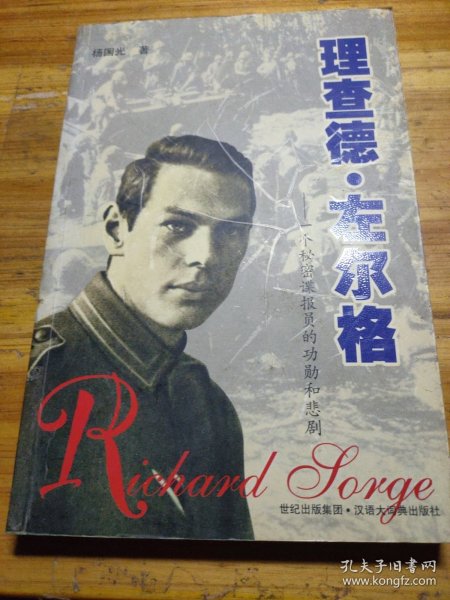 杨国光 著
理查德·左尔格
——一个秘密谍报员的功勋和悲剧
Richard Sorge
世纪出版集团·汉语大词典出版社
孔夫子旧书网
www.kongfz.com